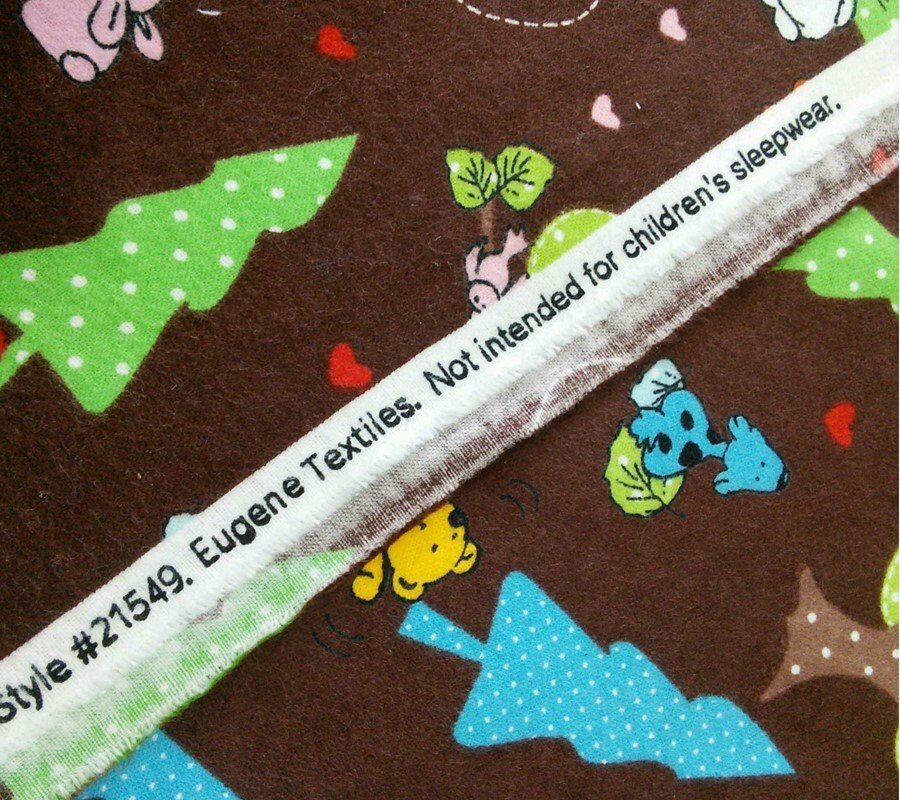 Style #21549. Eugene Textiles. Not intended for children's sleepwear.